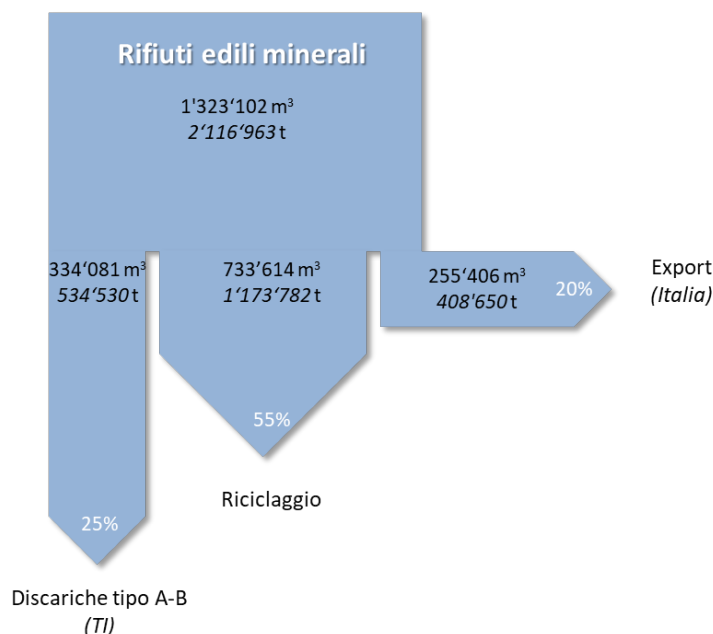 Rifiuti edili minerali
1'323‘102 m³
2‘116‘963 t
334‘081 m³
534‘530 t
733’614 m³
1‘173‘782 t
255‘406 m³
408'650 t
20%
Export
(Italia)
55%
Riciclaggio
25%
Discariche tipo A-B
(TI)